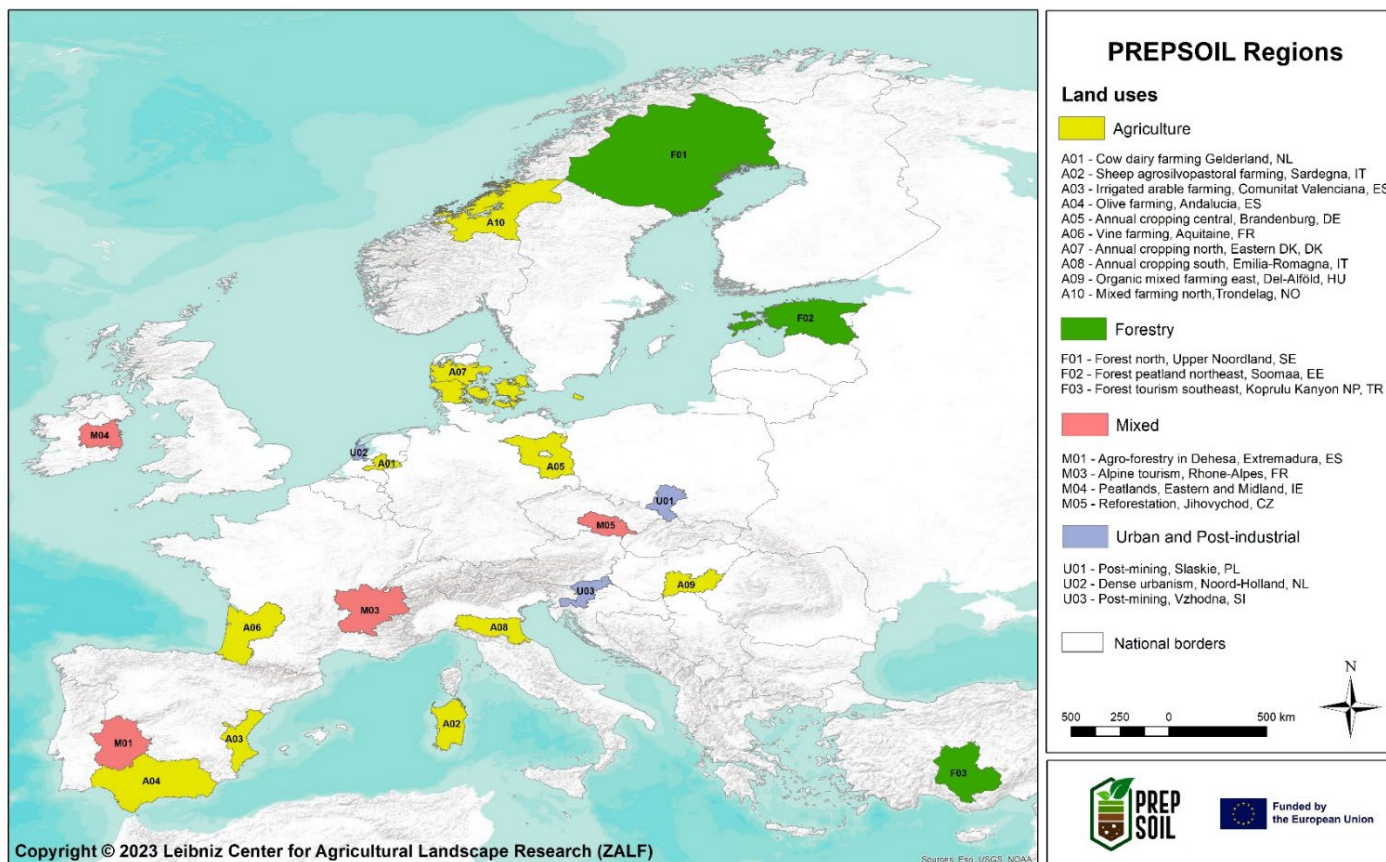 F01
A10
F02
A07
M04
U02
A01
A05
U01
M05
U03
A09
M03
A06
A08
A02
A03
M01
A04
F03
Copyright © 2023 Leibniz Center for Agricultural Landscape Research (ZALF)
Sources: Esri, USGS, NOAA
PREPSOIL Regions
Land uses
Agriculture
A01 - Cow dairy farming Gelderland, NL
A02 - Sheep agrosilvopastoral farming, Sardegna, IT
A03 - Irrigated arable farming, Comunitat Valenciana, ES
A04 - Olive farming, Andalucia, ES
A05 - Annual cropping central, Brandenburg, DE
A06 - Vine farming, Aquitaine, FR
A07 - Annual cropping north, Eastern DK, DK
A08 - Annual cropping south, Emilia-Romagna, IT
A09 - Organic mixed farming east, Del-Alföld, HU
A10 - Mixed farming north,Trondelag, NO
Forestry
F01 - Forest north, Upper Noordland, SE
F02 - Forest peatland northeast, Soomaa, EE
F03 - Forest tourism southeast, Koprulu Kanyon NP, TR
Mixed
M01 - Agro-forestry in Dehesa, Extremadura, ES
M03 - Alpine tourism, Rhone-Alpes, FR
M04 - Peatlands, Eastern and Midland, IE
M05 - Reforestation, Jihovychod, CZ
Urban and Post-industrial
U01 - Post-mining, Slaskie, PL
U02 - Dense urbanism, Noord-Holland, NL
U03 - Post-mining, Vzhodna, SI
National borders
N
500 250 0 500 km
PREP
SOIL
Funded by
the European Union